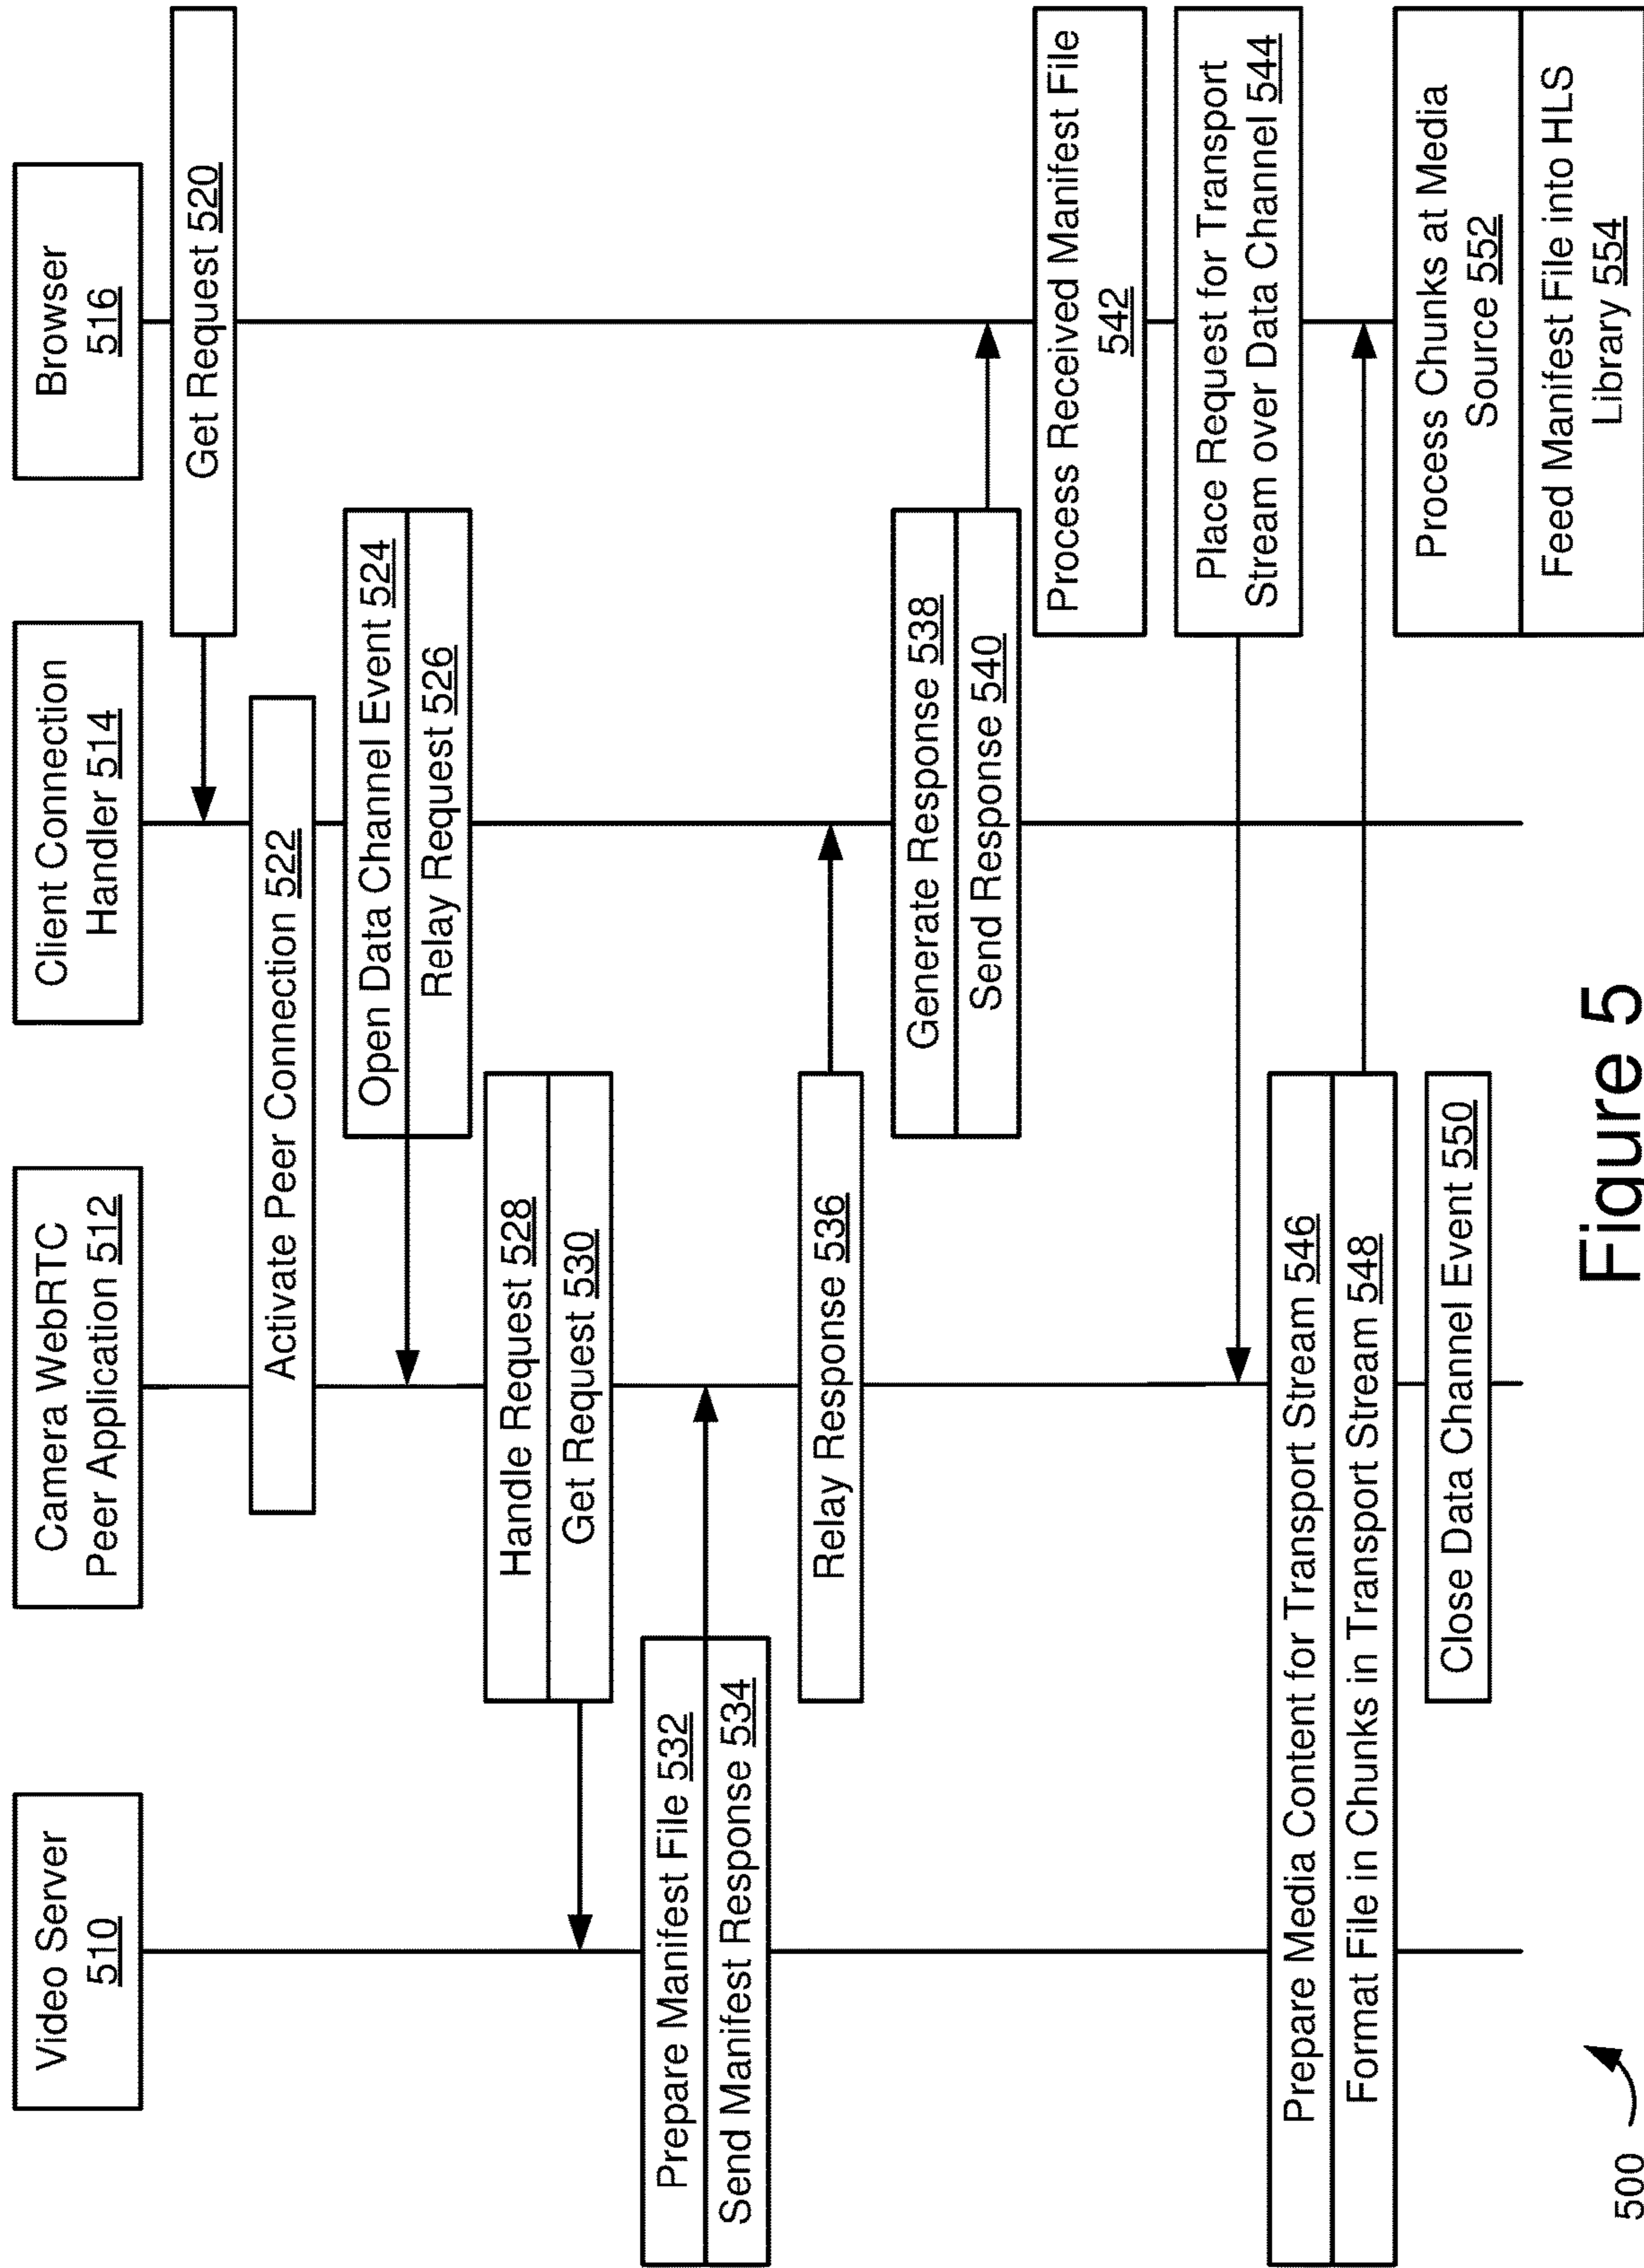 Video Server
510
Camera WebRTC
Peer Application 512
Client Connection
Handler 514
Browser
516
Get Request 520
Activate Peer Connection 522
Open Data Channel Event 524
Relay Request 526
Handle Request 528
Get Request 530
Prepare Manifest File 532
Send Manifest Response 534
Relay Response 536
Generate Response 538
Send Response 540
Process Received Manifest File
542
Place Request for Transport
Stream over Data Channel 544
Prepare Media Content for Transport Stream 546
Format File in Chunks in Transport Stream 548
Close Data Channel Event 550
Process Chunks at Media
Source 552
Feed Manifest File into HLS
Library 554
500
Figure 5